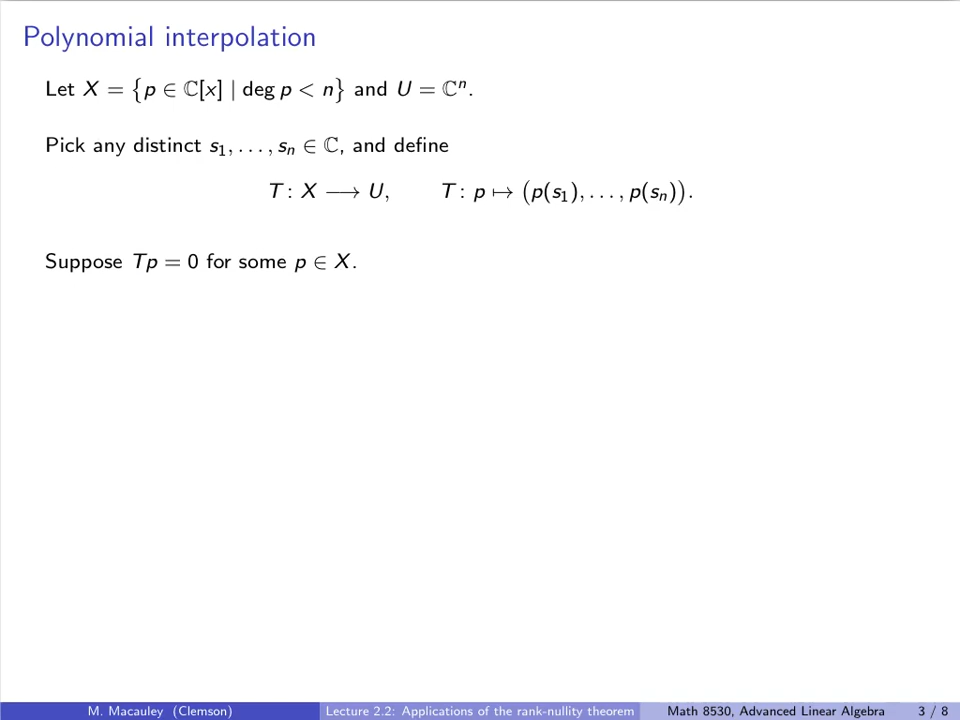 Polynomial interpolation
Let X = {p ∈ ℂ[x] | deg p < n} and U = ℂⁿ.
Pick any distinct s₁, . . . , sₙ ∈ ℂ, and define
T : X ⟶ U, T : p ↦ (p(s₁), . . . , p(sₙ)).
Suppose Tp = 0 for some p ∈ X.
M. Macauley (Clemson) Lecture 2.2: Applications of the rank-nullity theorem Math 8530, Advanced Linear Algebra 3 / 8